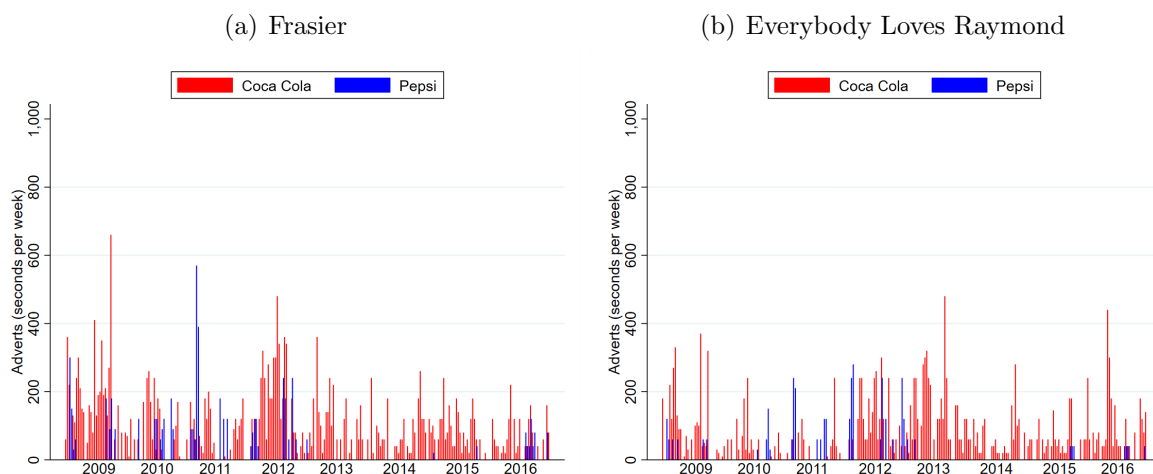 (a) Frasier
Coca Cola Pepsi
Adverts (seconds per week)
1,000
800
600
400
200
0
2009 2010 2011 2012 2013 2014 2015 2016
(b) Everybody Loves Raymond
Coca Cola Pepsi
Adverts (seconds per week)
1,000
800
600
400
200
0
2009 2010 2011 2012 2013 2014 2015 2016